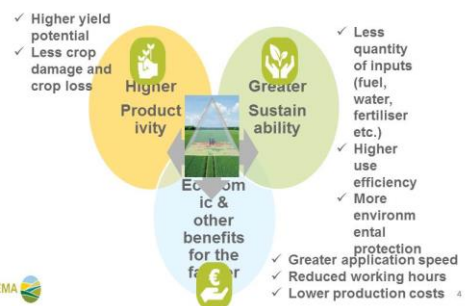 ✓ Higher yield
potential
✓ Less crop
damage and
crop loss
Higher
Product
ivity
Greater
Sustain
ability
✓ Less
quantity
of inputs
(fuel,
water,
fertiliser
etc.)
✓ Higher
use
efficiency
✓ More
environm
ental
protection
Econom
ic &
other
benefits
for the
✓ Greater application speed
✓ Reduced working hours
✓ Lower production costs
4
EMA